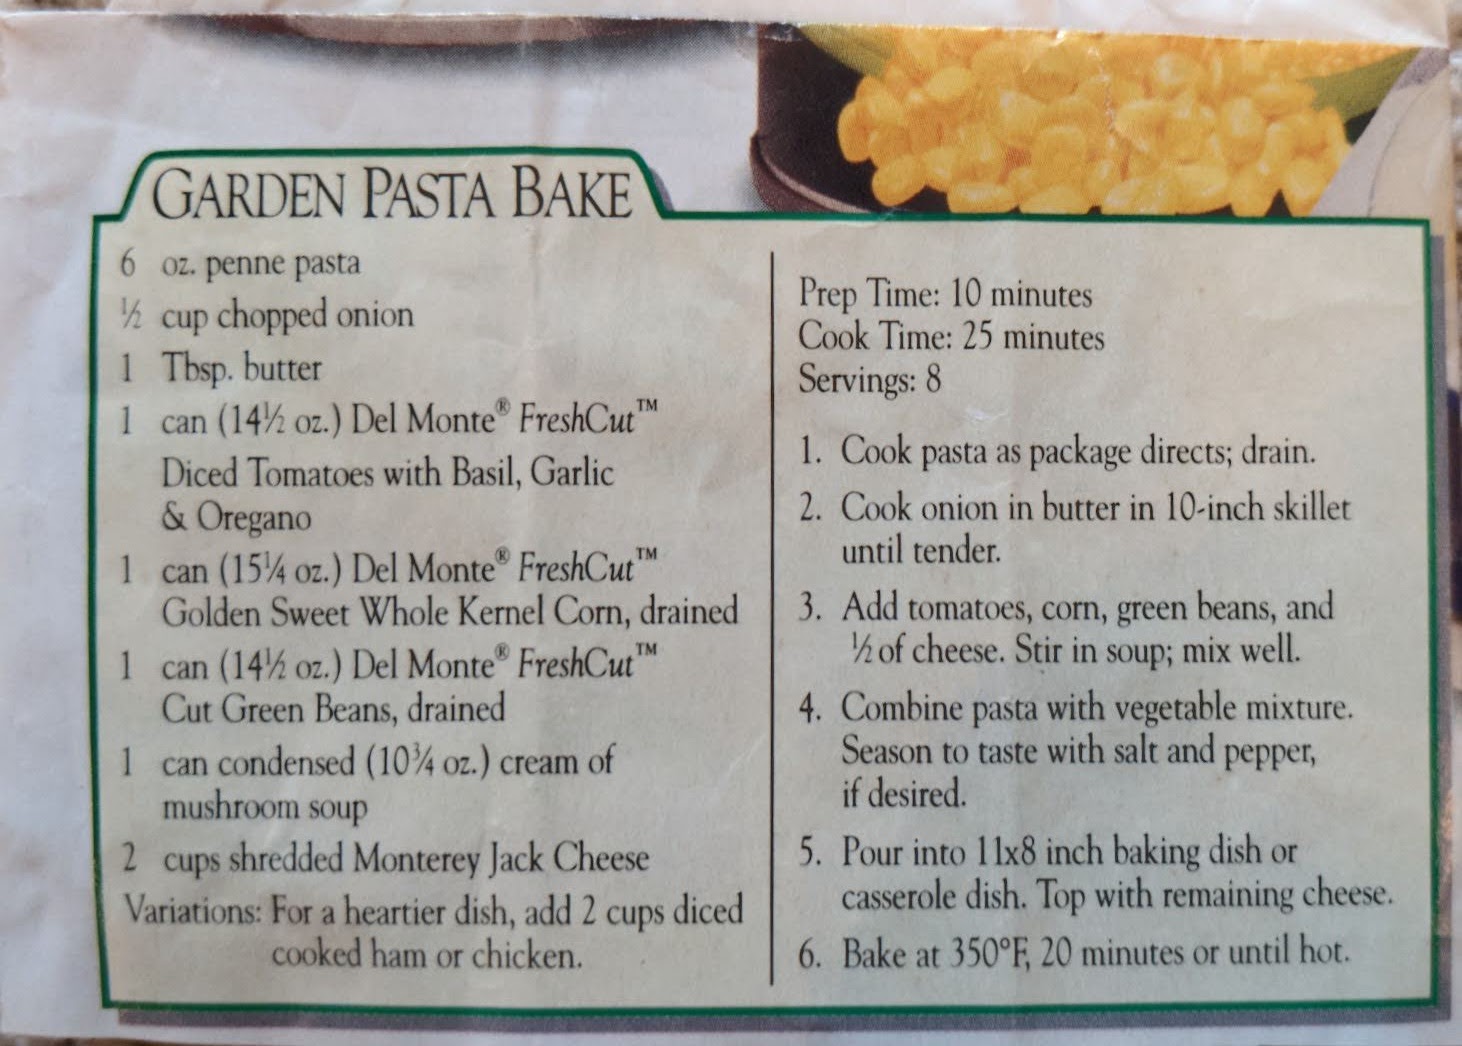 GARDEN PASTA BAKE
6 oz. penne pasta
½ cup chopped onion
1 Tbsp. butter
1 can (14½ oz.) Del Monte® FreshCut™
Diced Tomatoes with Basil, Garlic
& Oregano
1 can (15¼ oz.) Del Monte® FreshCut™
Golden Sweet Whole Kernel Corn, drained
1 can (14½ oz.) Del Monte® FreshCut™
Cut Green Beans, drained
1 can condensed (10¾ oz.) cream of
mushroom soup
2 cups shredded Monterey Jack Cheese
Variations: For a heartier dish, add 2 cups diced
cooked ham or chicken.
Prep Time: 10 minutes
Cook Time: 25 minutes
Servings: 8
1. Cook pasta as package directs; drain.
2. Cook onion in butter in 10-inch skillet
until tender.
3. Add tomatoes, corn, green beans, and
½ of cheese. Stir in soup; mix well.
4. Combine pasta with vegetable mixture.
Season to taste with salt and pepper,
if desired.
5. Pour into 11x8 inch baking dish or
casserole dish. Top with remaining cheese.
6. Bake at 350°F, 20 minutes or until hot.